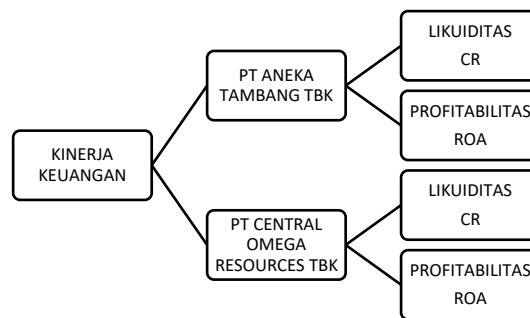 KINERJA
KEUANGAN
PT ANEKA
TAMBANG TBK
LIKUIDITAS
CR
PROFITABILITAS
ROA
PT CENTRAL
OMEGA
RESOURCES TBK
LIKUIDITAS
CR
PROFITABILITAS
ROA